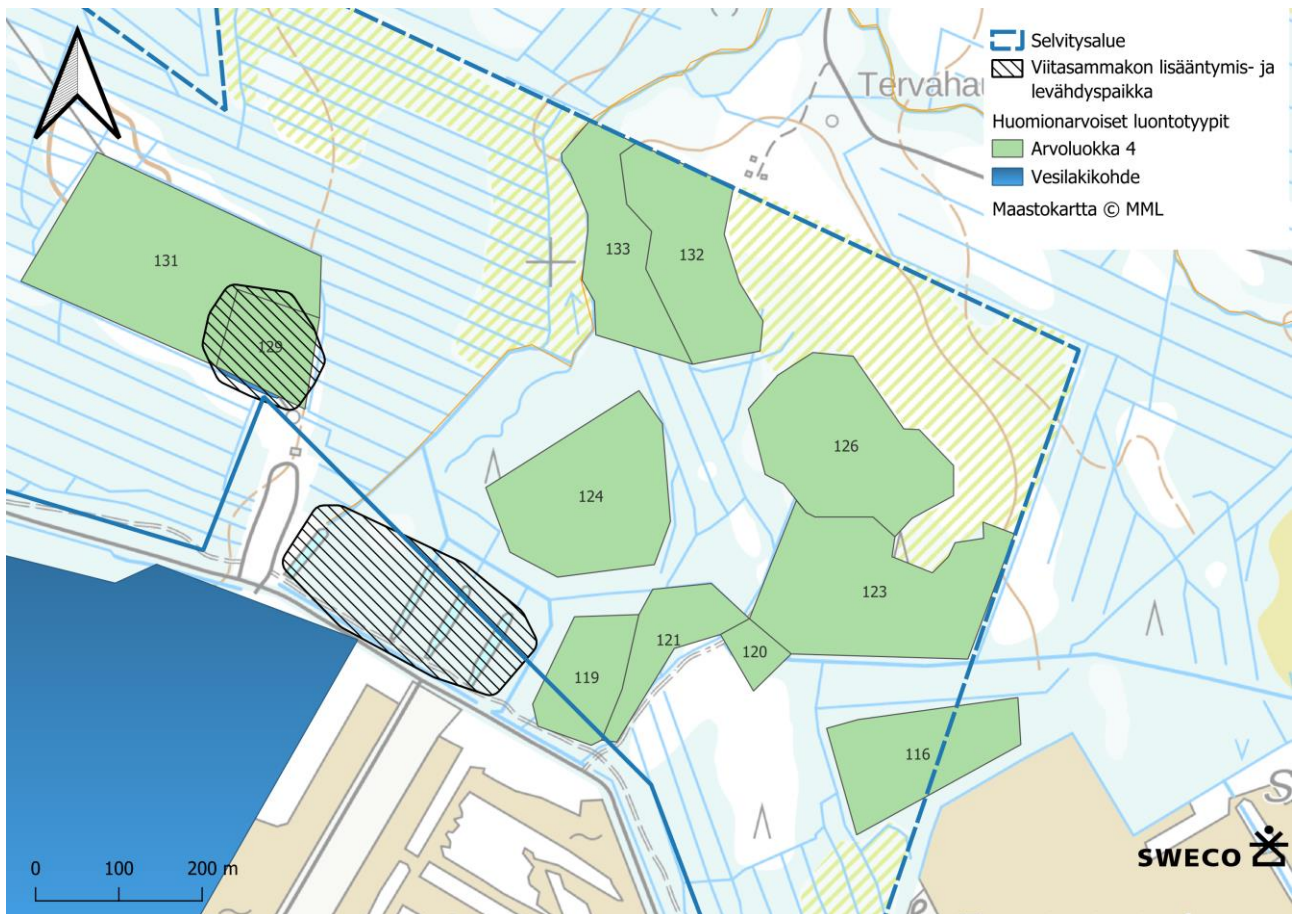 Selvitysalue
Viitasammakon lisääntymis- ja
levähdyspaikka
Huomionarvoiset luontotyypit
Arvoluokka 4
Vesilakikohde
Maastokartta © MML
Tervahau
133
132
131
129
126
124
123
121
120
119
116
S
0 100 200 m
SWECO